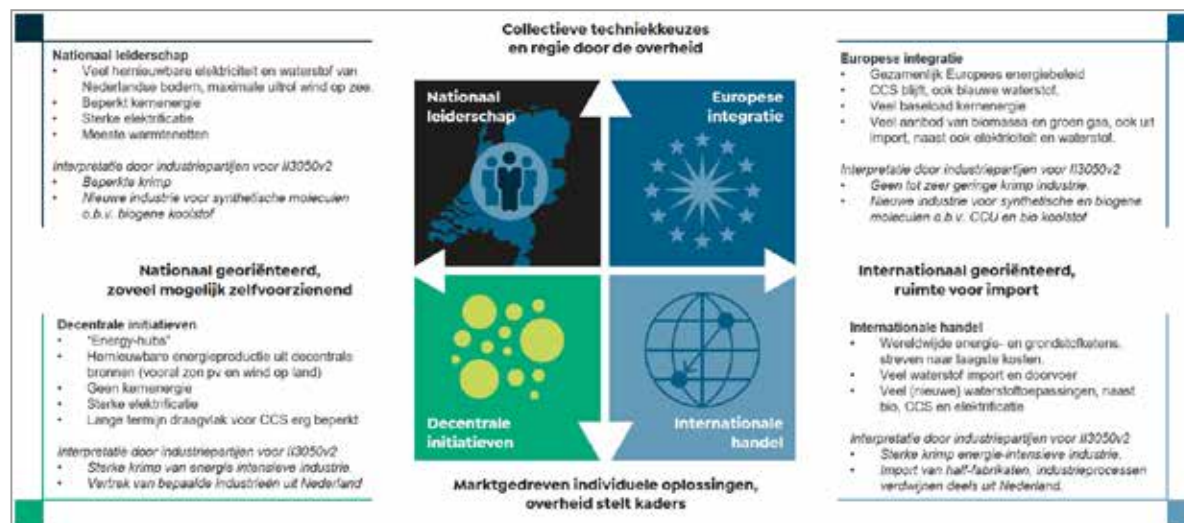 Collectieve techniekkeuzes
en regie door de overheid
Nationaal leiderschap
• Veel hernieuwbare elektriciteit en waterstof van
Nederlandse bodem, maximale uitrol wind op zee.
• Beperkt kernenergie
• Sterke elektrificatie
• Meeste warmtenetten
Interpretatie door industriepartijen voor II3050v2
• Beperkte krimp
• Nieuwe industrie voor synthetische moleculen
o.b.v. biogene koolstof
Nationaal
leiderschap
Europese
integratie
Europese integratie
• Gezamenlijk Europees energiebeleid
• CCS blijft, ook blauwe waterstof.
• Veel baseload kernenergie
• Veel aanbod van biomassa en groen gas, ook uit
import, naast ook elektriciteit en waterstof.
Interpretatie door industriepartijen voor II3050v2
• Geen tot zeer geringe krimp industrie.
• Nieuwe industrie voor synthetische en biogene
moleculen o.b.v. CCU en bio koolstof
Nationaal georiënteerd,
zoveel mogelijk zelfvoorzienend
Internationaal georiënteerd,
ruimte voor import
Decentrale initiatieven
• "Energy-hubs"
• Hernieuwbare energieproductie uit decentrale
bronnen (vooral zon pv en wind op land)
• Geen kernenergie
• Sterke elektrificatie
• Lange termijn draagvlak voor CCS erg beperkt
Interpretatie door industriepartijen voor II3050v2
• Sterke krimp van energie intensieve industrie.
• Vertrek van bepaalde industrieën uit Nederland
Decentrale
initiatieven
Internationale
handel
Internationale handel
• Wereldwijde energie- en grondstofketens,
streven naar laagste kosten.
• Veel waterstof import en doorvoer
• Veel (nieuwe) waterstoftoepassingen, naast
bio, CCS en elektrificatie
Interpretatie door industriepartijen voor II3050v2
• Sterke krimp energie-intensieve industrie.
• Import van half-fabrikaten, industrieprocessen
verdwijnen deels uit Nederland.
Marktgedreven individuele oplossingen,
overheid stelt kaders